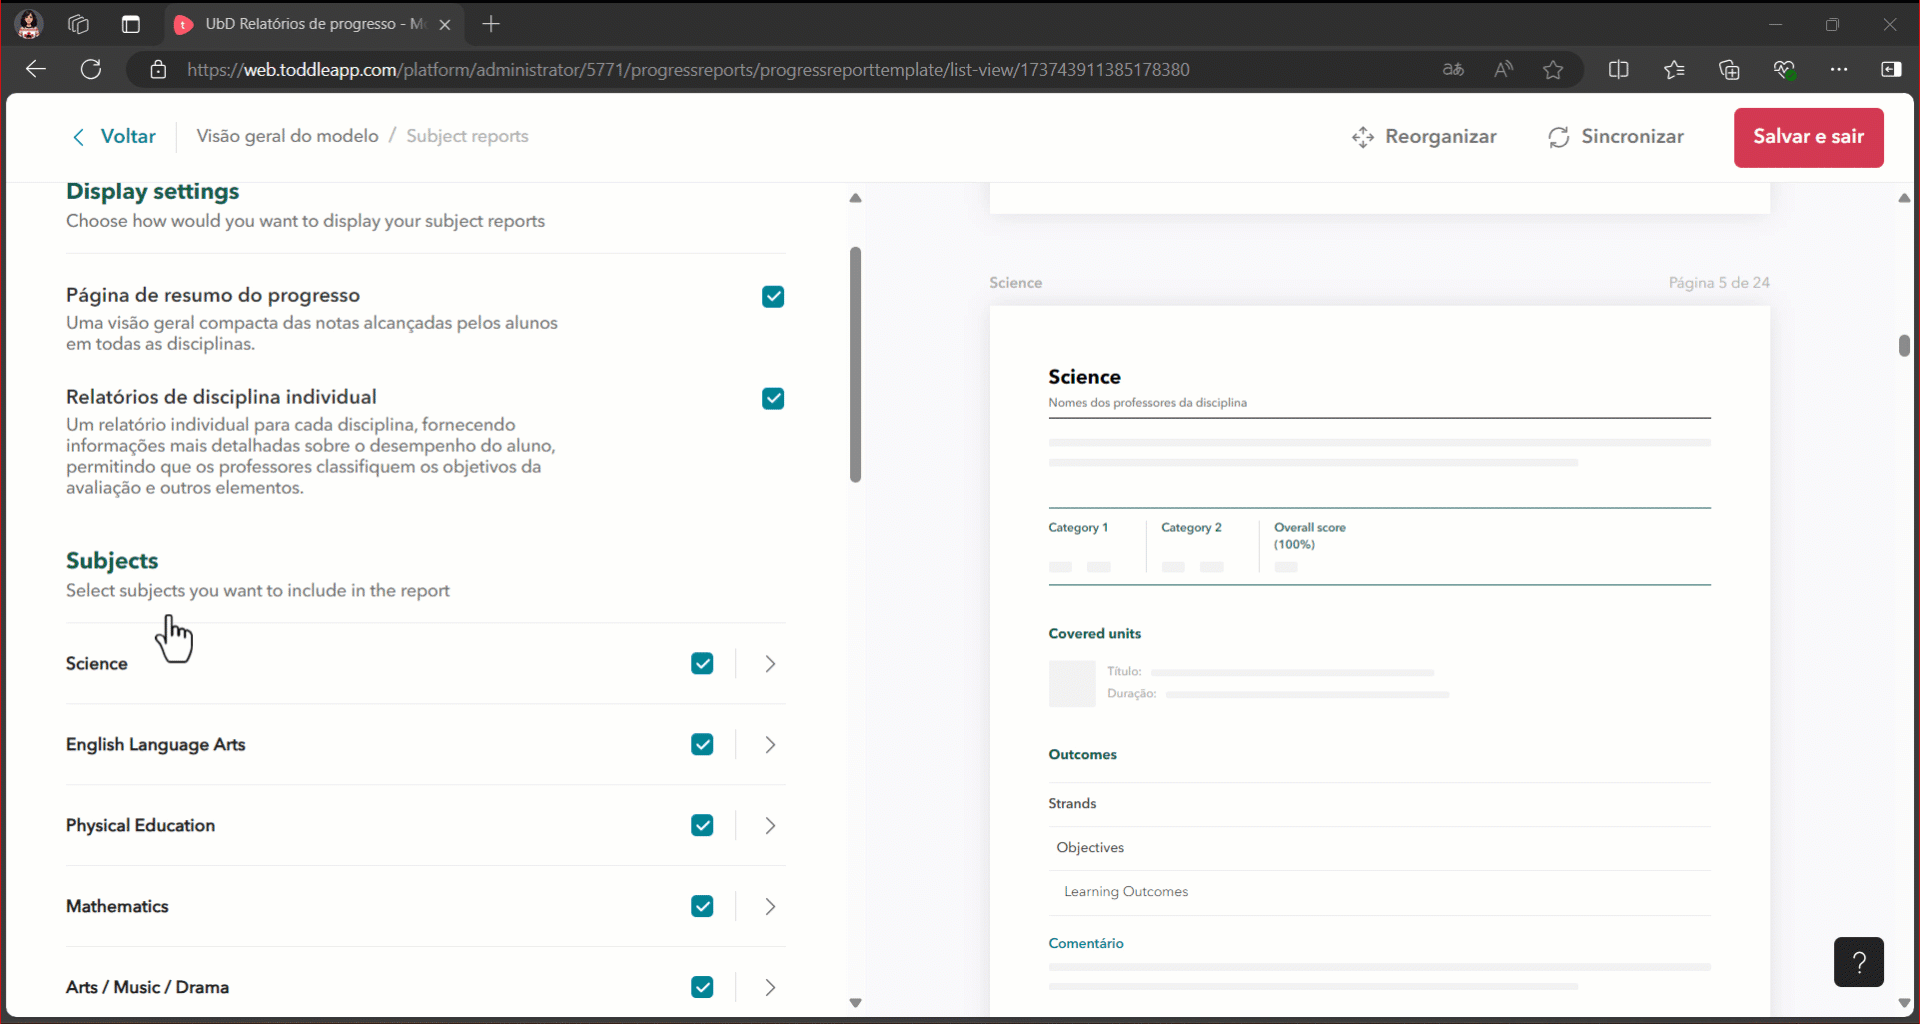 UbD Relatórios de progresso - M
https://web.toddleapp.com/platform/administrator/5771/progressreports/progressreporttemplate/list-view/173743911385178380
Voltar
Visão geral do modelo / Subject reports
Reorganizar
Sincronizar
Salvar e sair
Display settings
Choose how would you want to display your subject reports
Página de resumo do progresso
Uma visão geral compacta das notas alcançadas pelos alunos
em todas as disciplinas.
Relatórios de disciplina individual
Um relatório individual para cada disciplina, fornecendo
informações mais detalhadas sobre o desempenho do aluno,
permitindo que os professores classifiquem os objetivos da
avaliação e outros elementos.
Subjects
Select subjects you want to include in the report
Science
English Language Arts
Physical Education
Mathematics
Arts / Music / Drama
Science
Página 5 de 24
Science
Nomes dos professores da disciplina
Category 1
Category 2
Overall score
(100%)
Covered units
Título:
Duração:
Outcomes
Strands
Objectives
Learning Outcomes
Comentário
?